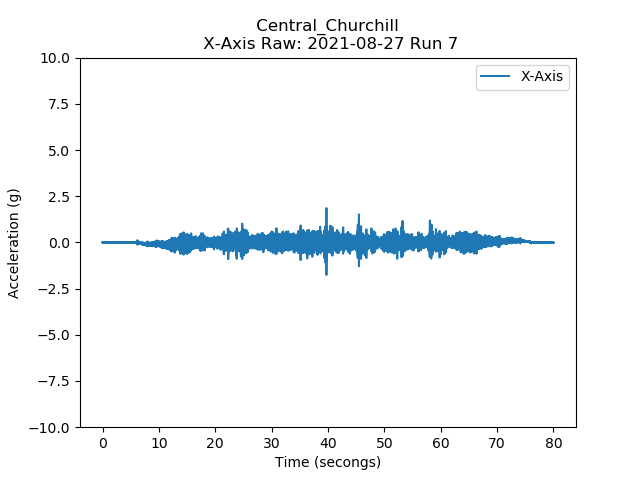 Central_Churchill
X-Axis Raw: 2021-08-27 Run 7
10.0
7.5
5.0
2.5
0.0
−2.5
−5.0
−7.5
−10.0
Acceleration (g)
X-Axis
0 10 20 30 40 50 60 70 80
Time (secongs)